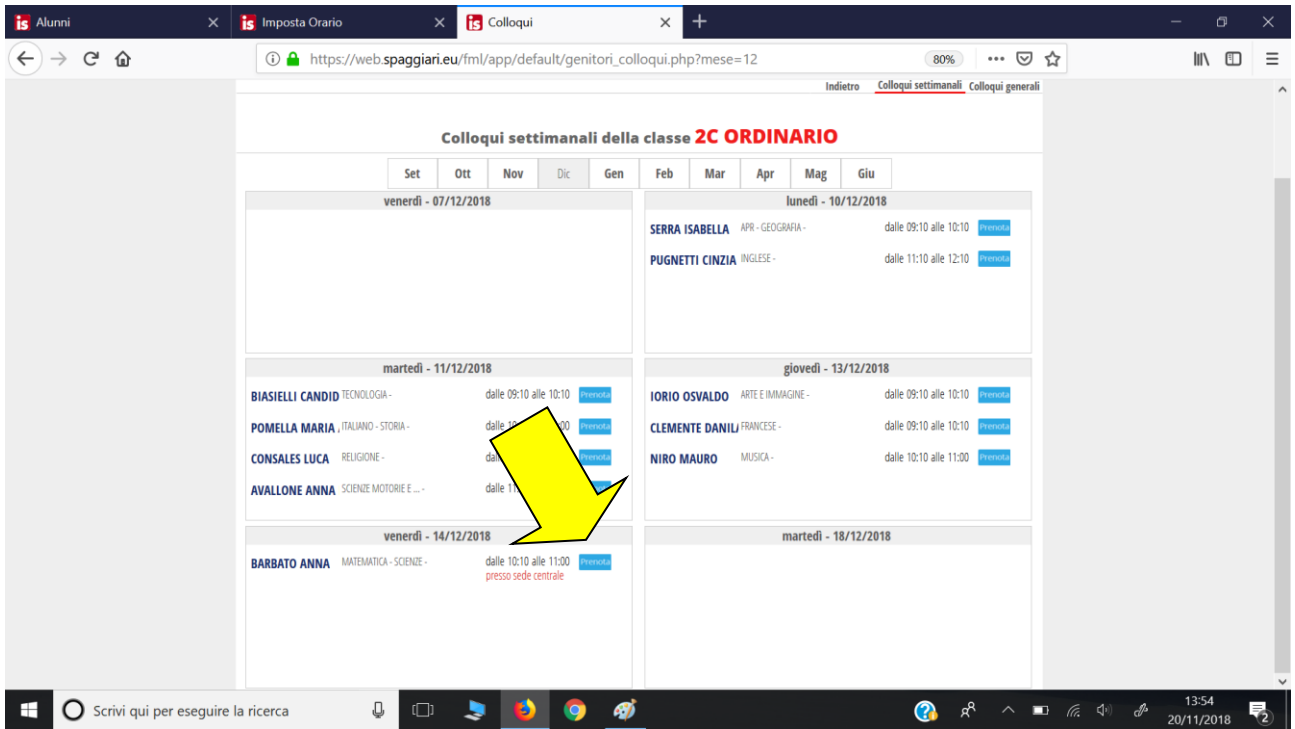 Alunni
Imposta Orario
Colloqui
https://web.spaggiari.eu/fml/app/default/genitori_colloqui.php?mese=12
80%
Indietro Colloqui settimanali Colloqui generali
Colloqui settimanali della classe 2C ORDINARIO
Set Ott Nov Dic Gen Feb Mar Apr Mag Giu
venerdì - 07/12/2018
lunedì - 10/12/2018
SERRA ISABELLA APR - GEOGRAFIA - dalle 09:10 alle 10:10 Prenota
PUGNETTI CINZIA INGLESE - dalle 11:10 alle 12:10 Prenota
martedì - 11/12/2018
BIASIELLI CANDID TECNOLOGIA - dalle 09:10 alle 10:10 Prenota
POMELLA MARIA , ITALIANO - STORIA - dalle Prenota
CONSALES LUCA RELIGIONE - Prenota
AVALLONE ANNA SCIENZE MOTORIE E ... - dalle
giovedì - 13/12/2018
IORIO OSVALDO ARTE E IMMAGINE - dalle 09:10 alle 10:10 Prenota
CLEMENTE DANIL FRANCESE - dalle 09:10 alle 10:10 Prenota
NIRO MAURO MUSICA - dalle 10:10 alle 11:00 Prenota
venerdì - 14/12/2018
BARBATO ANNA MATEMATICA - SCIENZE - dalle 10:10 alle 11:00 Prenota
presso sede centrale
martedì - 18/12/2018
Scrivi qui per eseguire la ricerca
13:54
20/11/2018
2